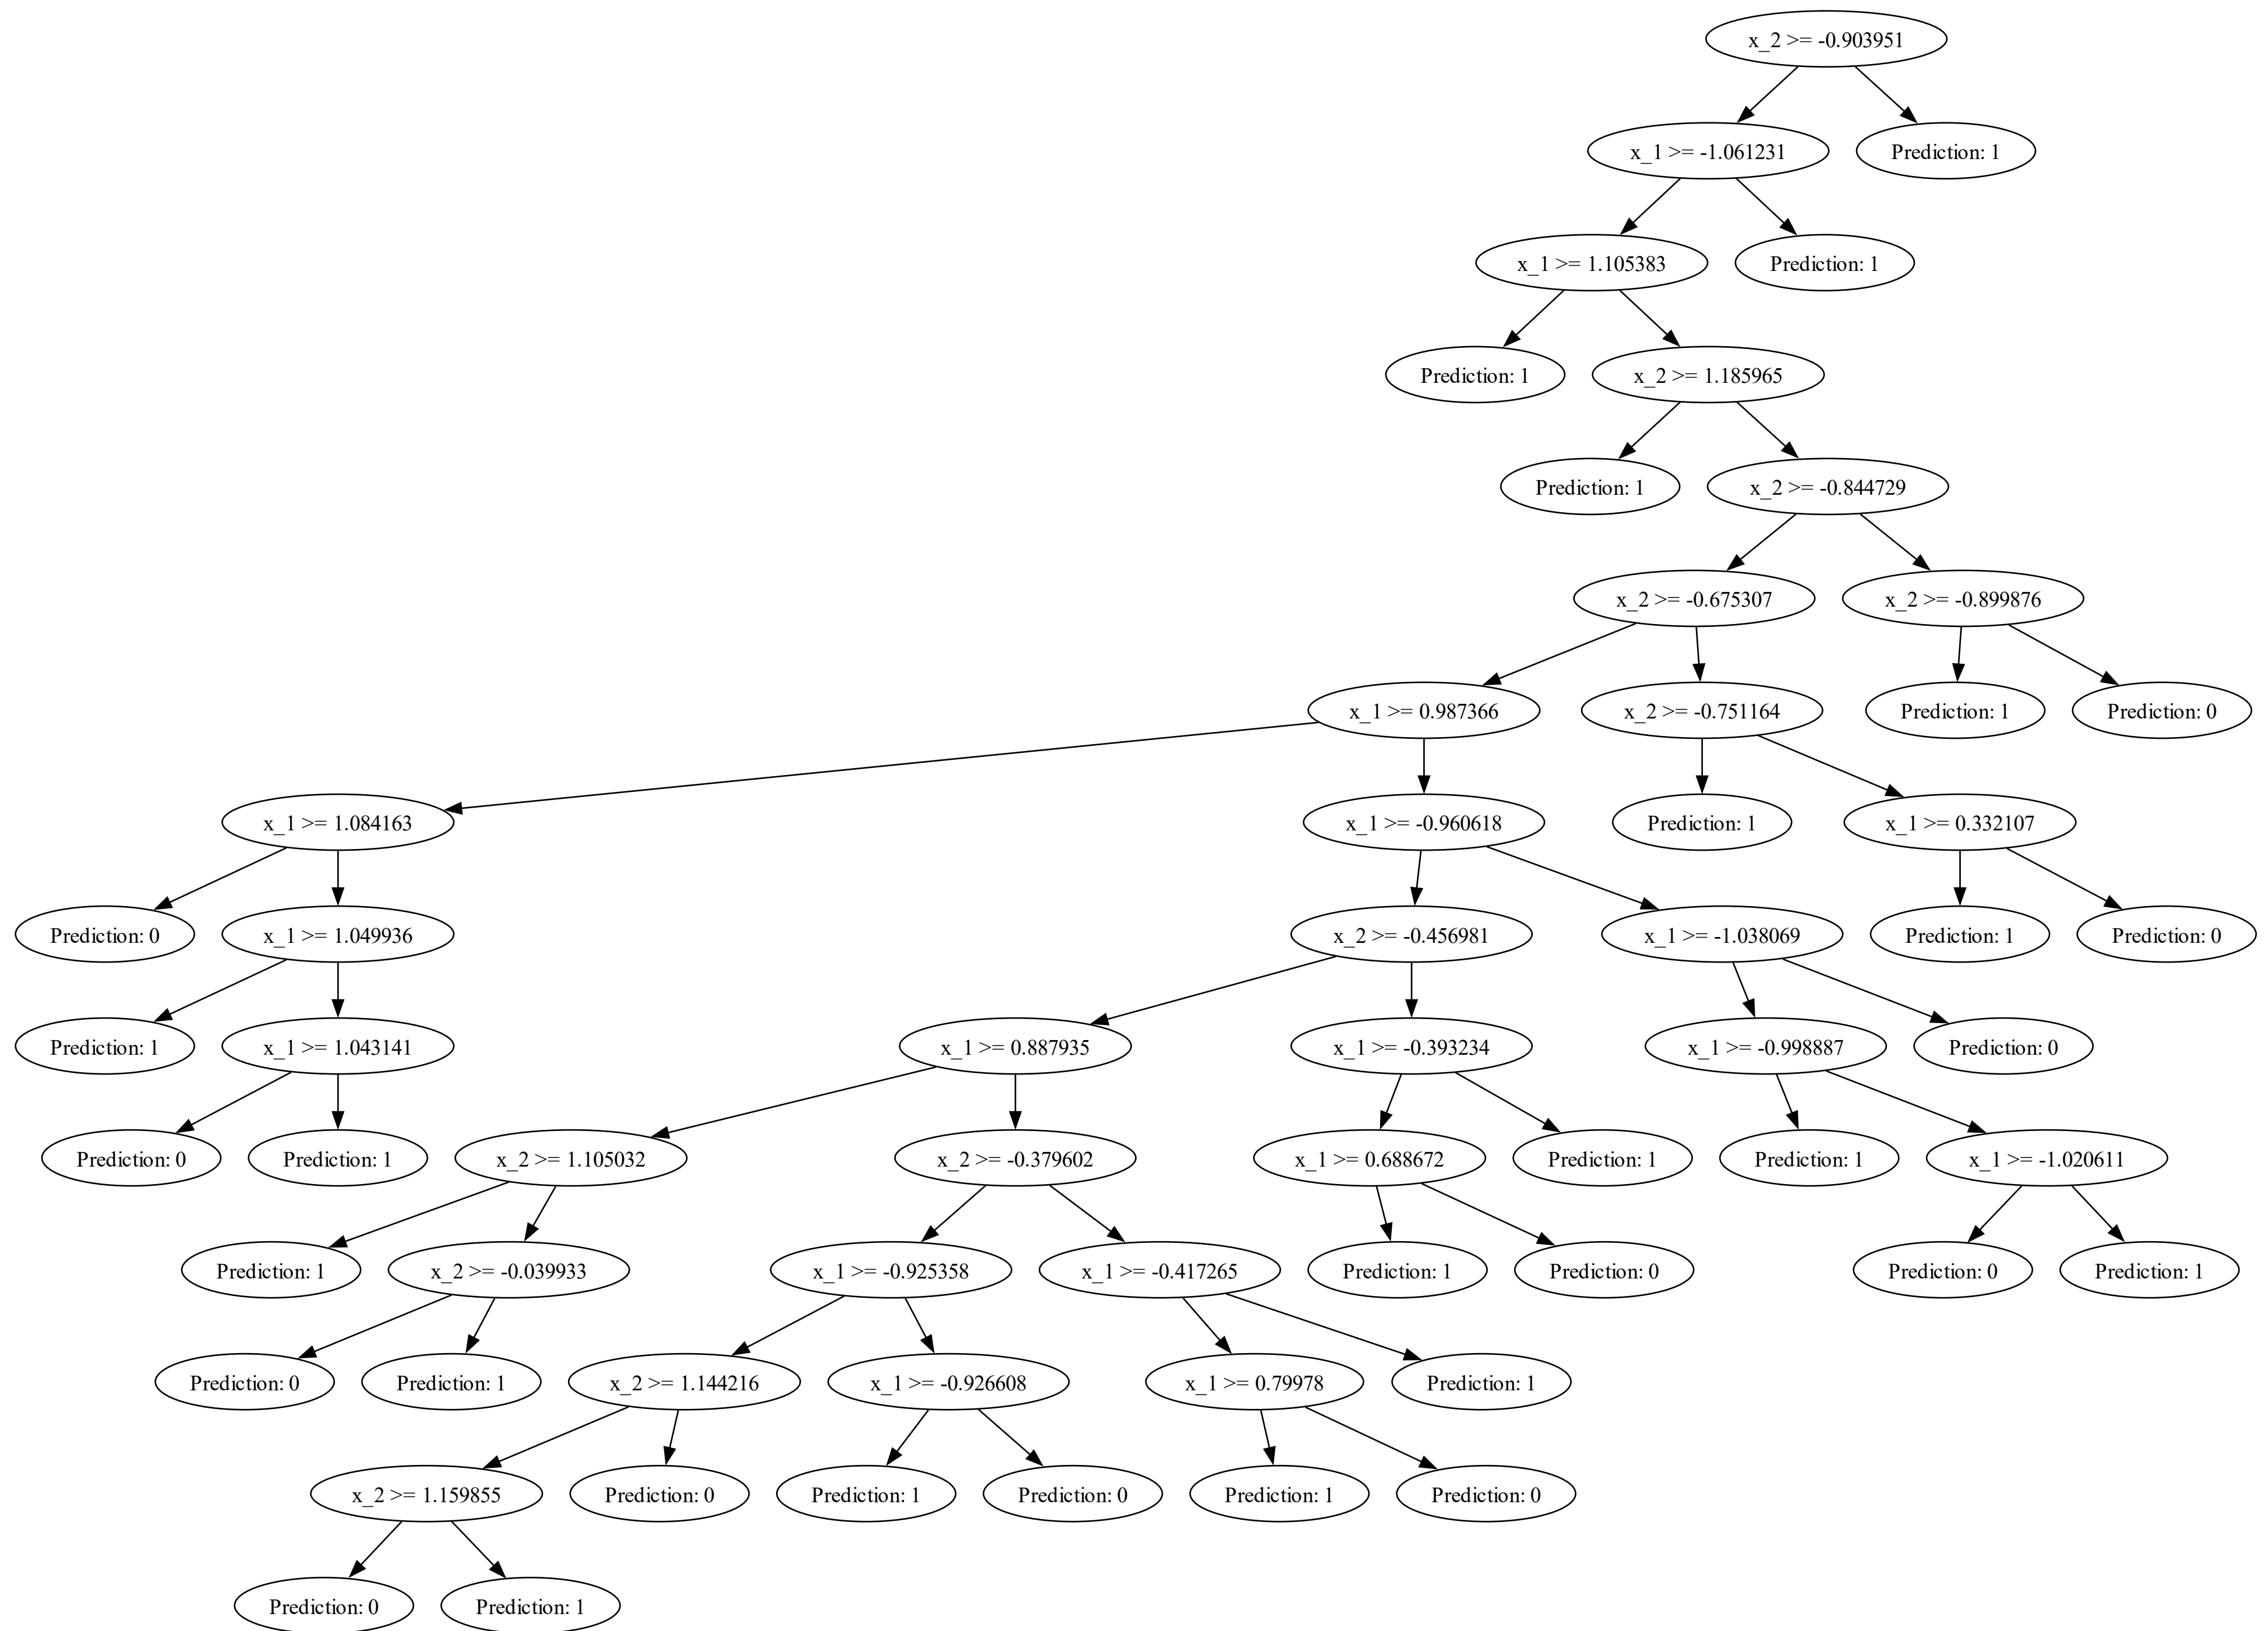 x_2 >= -0.903951
x_1 >= -1.061231
Prediction: 1
x_1 >= 1.105383
Prediction: 1
Prediction: 1
x_2 >= 1.185965
Prediction: 1
x_2 >= -0.844729
x_2 >= -0.675307
x_2 >= -0.899876
x_1 >= 0.987366
x_2 >= -0.751164
Prediction: 1
Prediction: 0
x_1 >= 1.084163
x_1 >= -0.960618
Prediction: 1
x_1 >= 0.332107
Prediction: 0
x_1 >= 1.049936
x_2 >= -0.456981
x_1 >= -1.038069
Prediction: 1
Prediction: 0
Prediction: 1
x_1 >= 1.043141
x_1 >= 0.887935
x_1 >= -0.393234
x_1 >= -0.998887
Prediction: 0
Prediction: 0
Prediction: 1
x_2 >= 1.105032
x_2 >= -0.379602
x_1 >= 0.688672
Prediction: 1
Prediction: 1
x_1 >= -1.020611
Prediction: 1
x_2 >= -0.039933
x_1 >= -0.925358
x_1 >= -0.417265
Prediction: 1
Prediction: 0
Prediction: 0
Prediction: 1
Prediction: 0
Prediction: 1
x_2 >= 1.144216
x_1 >= -0.926608
x_1 >= 0.79978
Prediction: 1
x_2 >= 1.159855
Prediction: 0
Prediction: 1
Prediction: 0
Prediction: 1
Prediction: 0
Prediction: 0
Prediction: 1